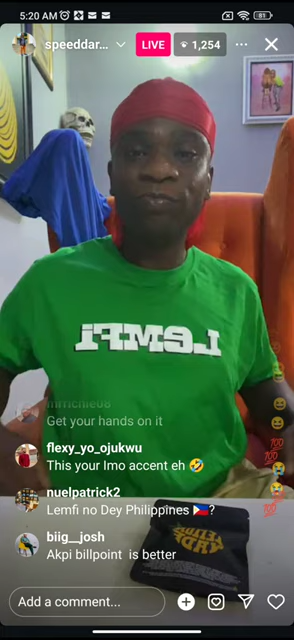 5:20 AM
81
speeddar...
LIVE
1,254
LemFi
mrrichie08
Get your hands on it
flexy_yo_ojukwu
This your Imo accent eh 🤣
nuelpatrick2
Lemfi no Dey Philippines 🇵🇭?
biig__josh
Akpi billpoint is better
Add a comment...